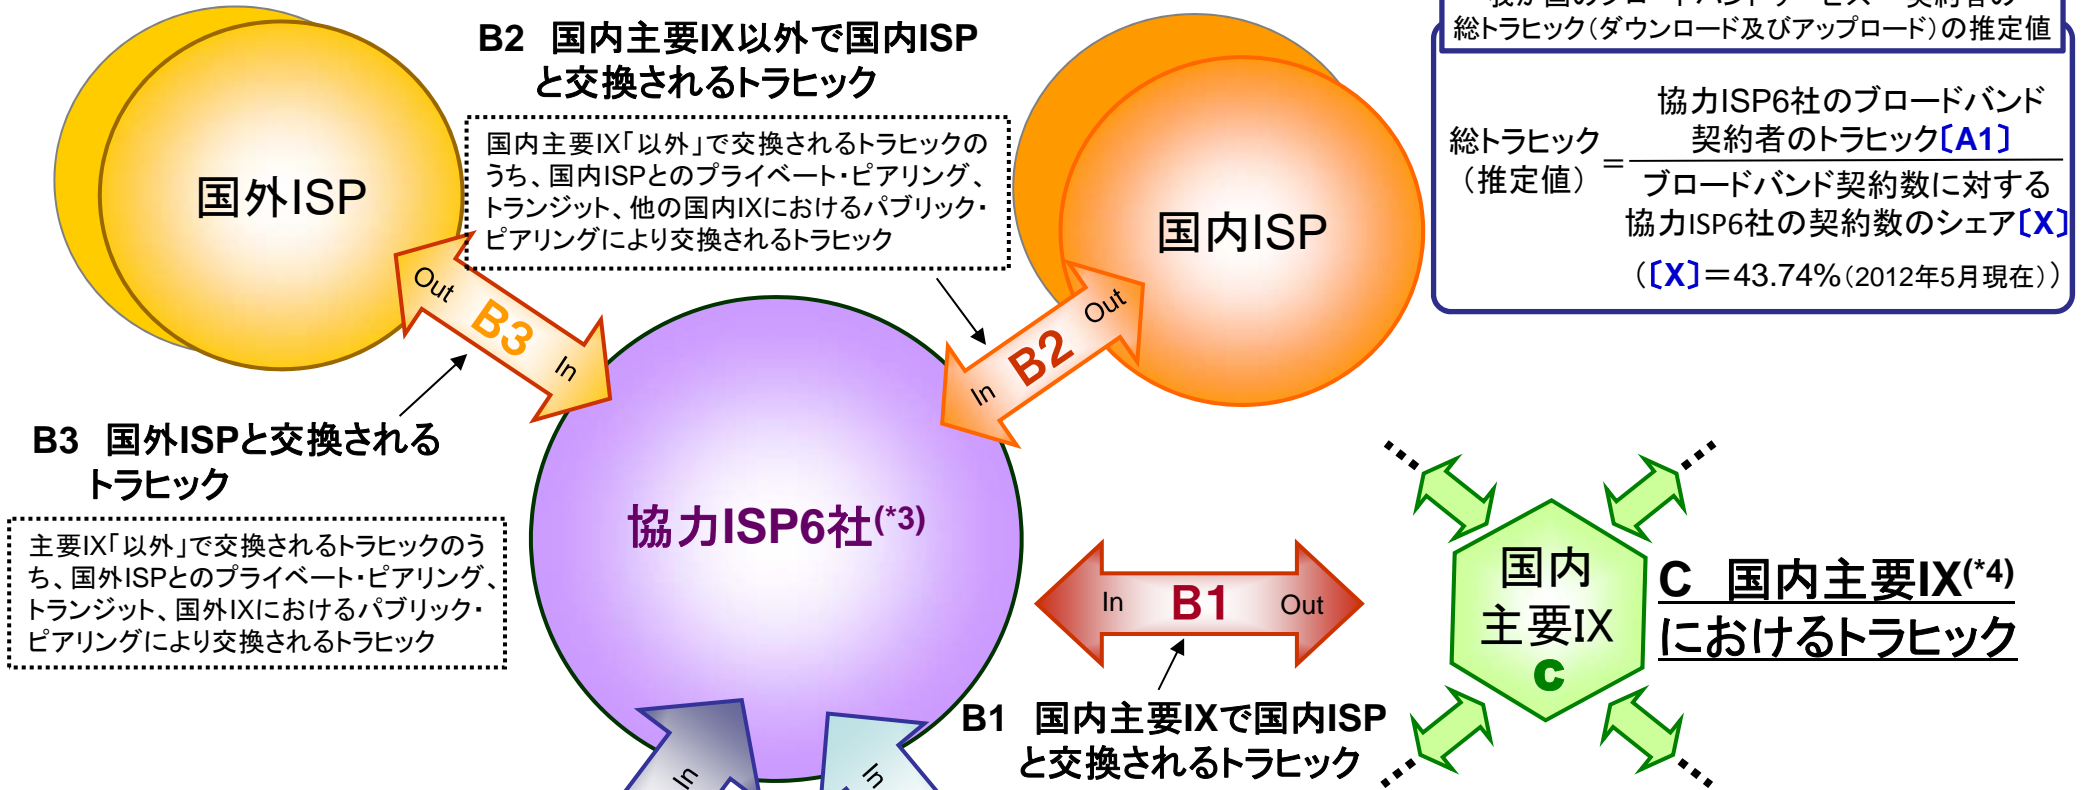 B2 国内主要IX以外で国内ISP
と交換されるトラヒック
国内主要IX「以外」で交換されるトラヒックの
うち、国内ISPとのプライベート・ピアリング、
トランジット、他の国内IXにおけるパブリック・
ピアリングにより交換されるトラヒック
国外ISP
国内ISP
総トラヒック(ダウンロード及びアップロード)の推定値
協力ISP6社のブロードバンド
契約者のトラヒック〔A1〕
総トラヒック
(推定値)
=
ブロードバンド契約数に対する
協力ISP6社の契約数のシェア〔X〕
(〔X〕=43.74%(2012年5月現在))
Out B3 In
In B2 Out
B3 国外ISPと交換される
トラヒック
主要IX「以外」で交換されるトラヒックのう
ち、国外ISPとのプライベート・ピアリング、
トランジット、国外IXにおけるパブリック・
ピアリングにより交換されるトラヒック
協力ISP6社(*3)
In B1 Out
B1 国内主要IXで国内ISP
と交換されるトラヒック
国内
主要IX
C
C 国内主要IX(*4)
におけるトラヒック
In
In